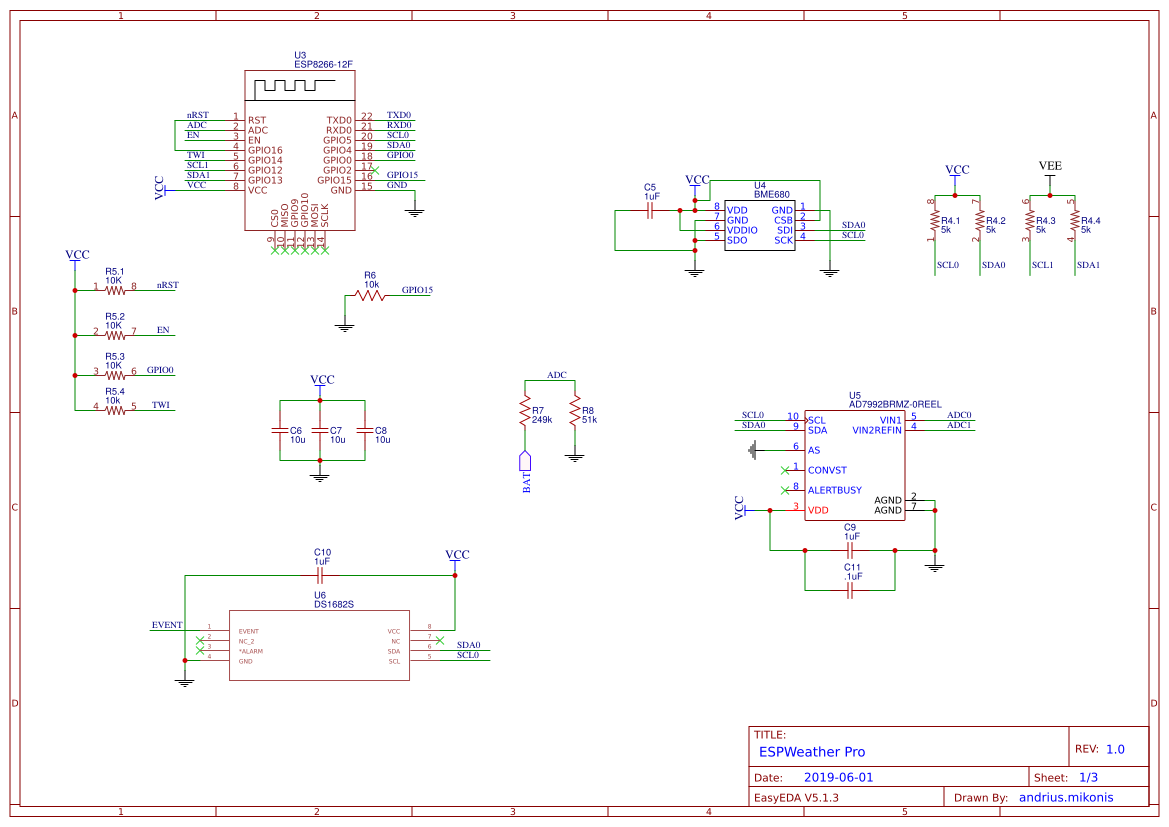 1 2 3 4 5
A A
B B
C C
D D
U3
ESP8266-12F
nRST 1 RST TXD0 22 TXD0
ADC 2 ADC RXD0 21 RXD0
EN 3 EN GPIO5 20 SCL0
4 GPIO16 GPIO4 19 SDA0
TWI 5 GPIO14 GPIO0 18 GPIO0
SCL1 6 GPIO12 GPIO2 17
SDA1 7 GPIO13 GPIO15 16 GPIO15
VCC VCC 8 VCC GND 15 GND
CS0 MISO GPIO9 GPIO10 MOSI SCLK
9 10 11 12 13 14
VCC
R5.1
10K
1 8 nRST
R5.2
10K
2 7 EN
R5.3
10K
3 6 GPIO0
R5.4
10K
4 5 TWI
R6
10k
GPIO15
VCC
C6
10u
C7
10u
C8
10u
ADC
R7
249k
R8
51k
BAT
C5
1uF
VCC
U4
BME680
8 VDD GND 1
7 GND CSB 2
6 VDDIO SDI 3 SDA0
5 SDO SCK 4 SCL0
VCC VEE
8 7 6 5
R4.1
5k
R4.2
5k
R4.3
5k
R4.4
5k
1 2 3 4
SCL0 SDA0 SCL1 SDA1
U5
AD7992BRMZ-0REEL
SCL0 10 SCL VIN1 5 ADC0
SDA0 9 SDA VIN2REFIN 4 ADC1
6 AS
1 CONVST
8 ALERTBUSY
AGND 2
VCC 3 VDD AGND 7
C9
1uF
C11
.1uF
C10
1uF
VCC
U6
DS1682S
EVENT 1 EVENT VCC 8
2 NC_2 NC 7
3 *ALARM SDA 6 SDA0
4 GND SCL 5 SCL0
TITLE:
ESPWeather Pro
REV: 1.0
Date: 2019-06-01
Sheet: 1/3
EasyEDA V5.1.3
Drawn By: andrius.mikonis
1 2 3 4 5